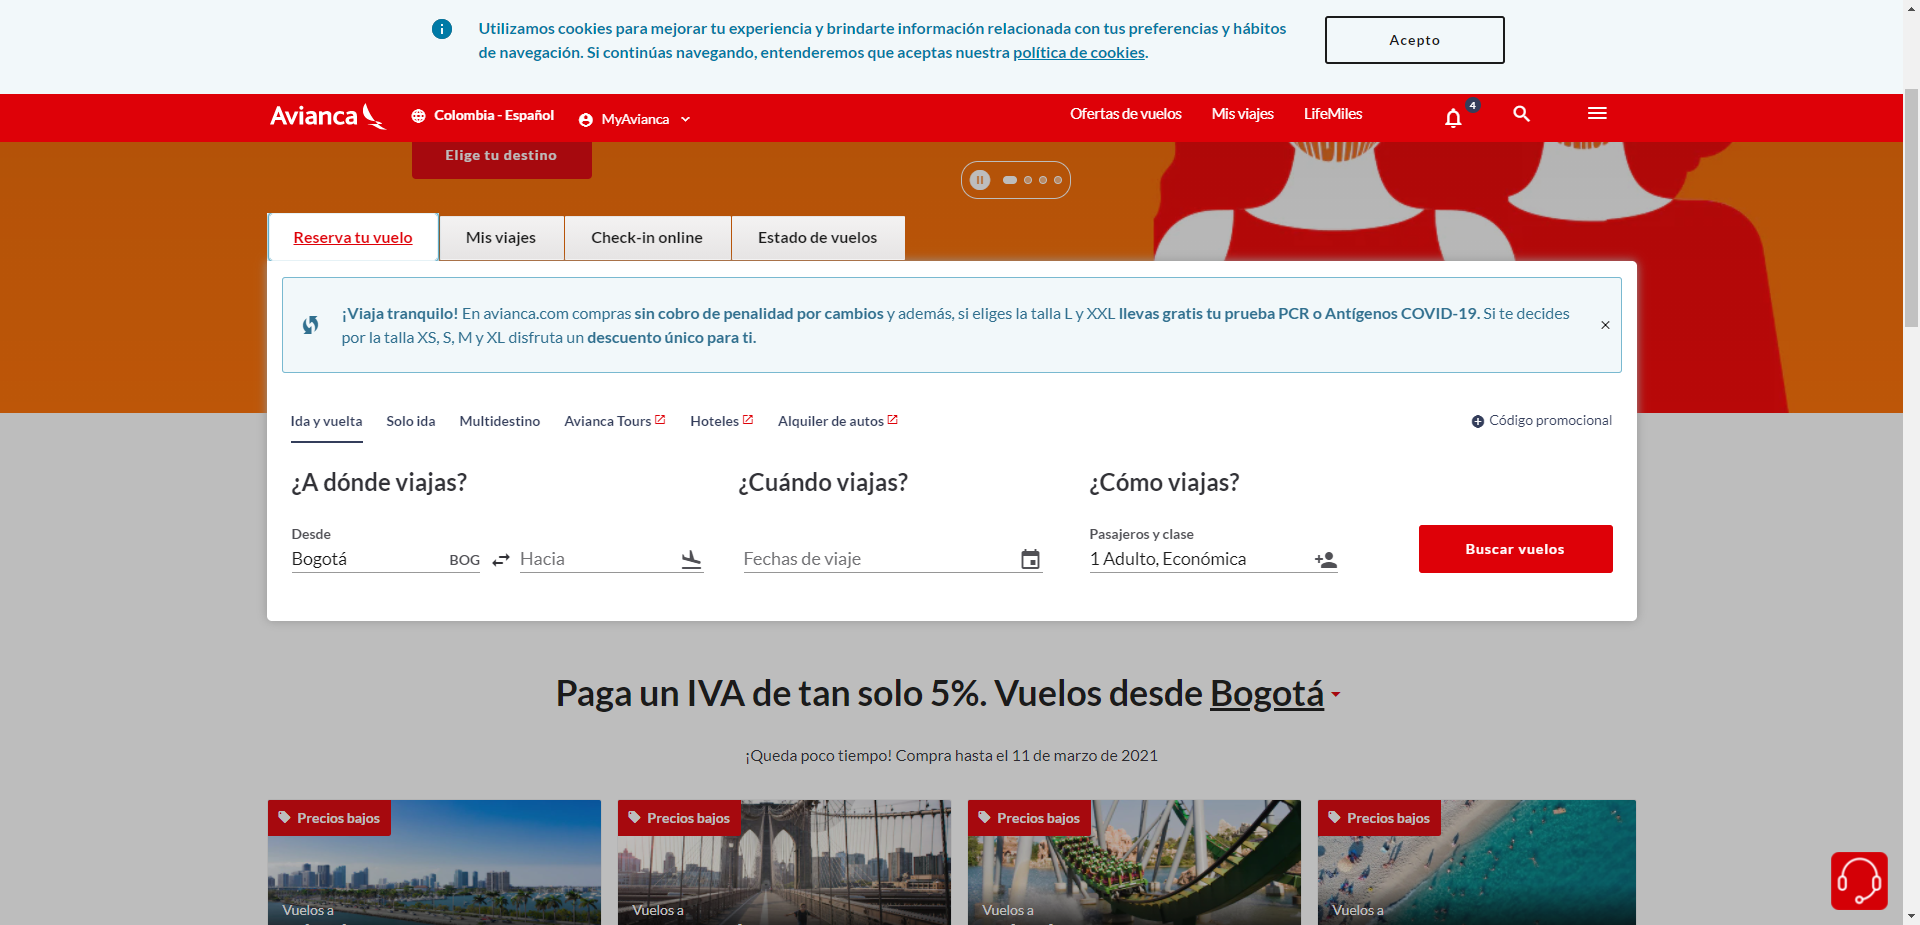 Utilizamos cookies para mejorar tu experiencia y brindarte información relacionada con tus preferencias y hábitos
de navegación. Si continúas navegando, entenderemos que aceptas nuestra política de cookies.
Acepto
Avianca
Colombia - Español
MyAvianca
Ofertas de vuelos
Mis viajes
LifeMiles
4
Elige tu destino
Reserva tu vuelo
Mis viajes
Check-in online
Estado de vuelos
¡Viaja tranquilo! En avianca.com compras sin cobro de penalidad por cambios y además, si eliges la talla L y XXL llevas gratis tu prueba PCR o Antígenos COVID-19. Si te decides
por la talla XS, S, M y XL disfruta un descuento único para ti.
Ida y vuelta
Solo ida
Multidestino
Avianca Tours
Hoteles
Alquiler de autos
Código promocional
¿A dónde viajas?
¿Cuándo viajas?
¿Cómo viajas?
Desde
Bogotá
BOG
Hacia
Fechas de viaje
Pasajeros y clase
1 Adulto, Económica
Buscar vuelos
Paga un IVA de tan solo 5%. Vuelos desde Bogotá
¡Queda poco tiempo! Compra hasta el 11 de marzo de 2021
Precios bajos
Precios bajos
Precios bajos
Precios bajos
Vuelos a
Vuelos a
Vuelos a
Vuelos a